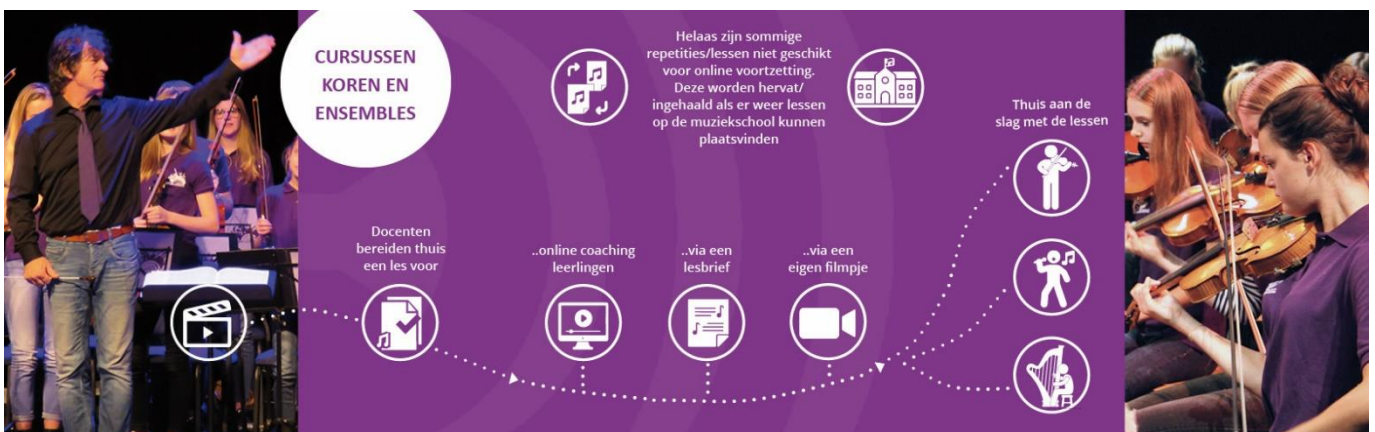 CURSUSSEN
KOREN EN
ENSEMBLES
Helaas zijn sommige
repetities/lessen niet geschikt
voor online voortzetting.
Deze worden hervat/
ingehaald als er weer lessen
op de muziekschool kunnen
plaatsvinden
Thuis aan de
slag met de lessen
Docenten
bereiden thuis
een les voor
..online coaching
leerlingen
..via een
lesbrief
..via een
eigen filmpje